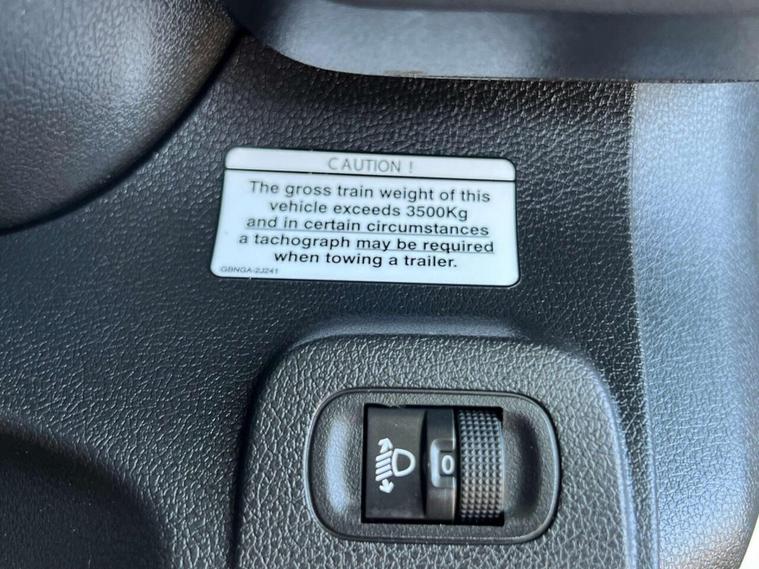 CAUTION !
The gross train weight of this
vehicle exceeds 3500Kg
and in certain circumstances
a tachograph may be required
when towing a trailer.
GBNGA-2J241
0